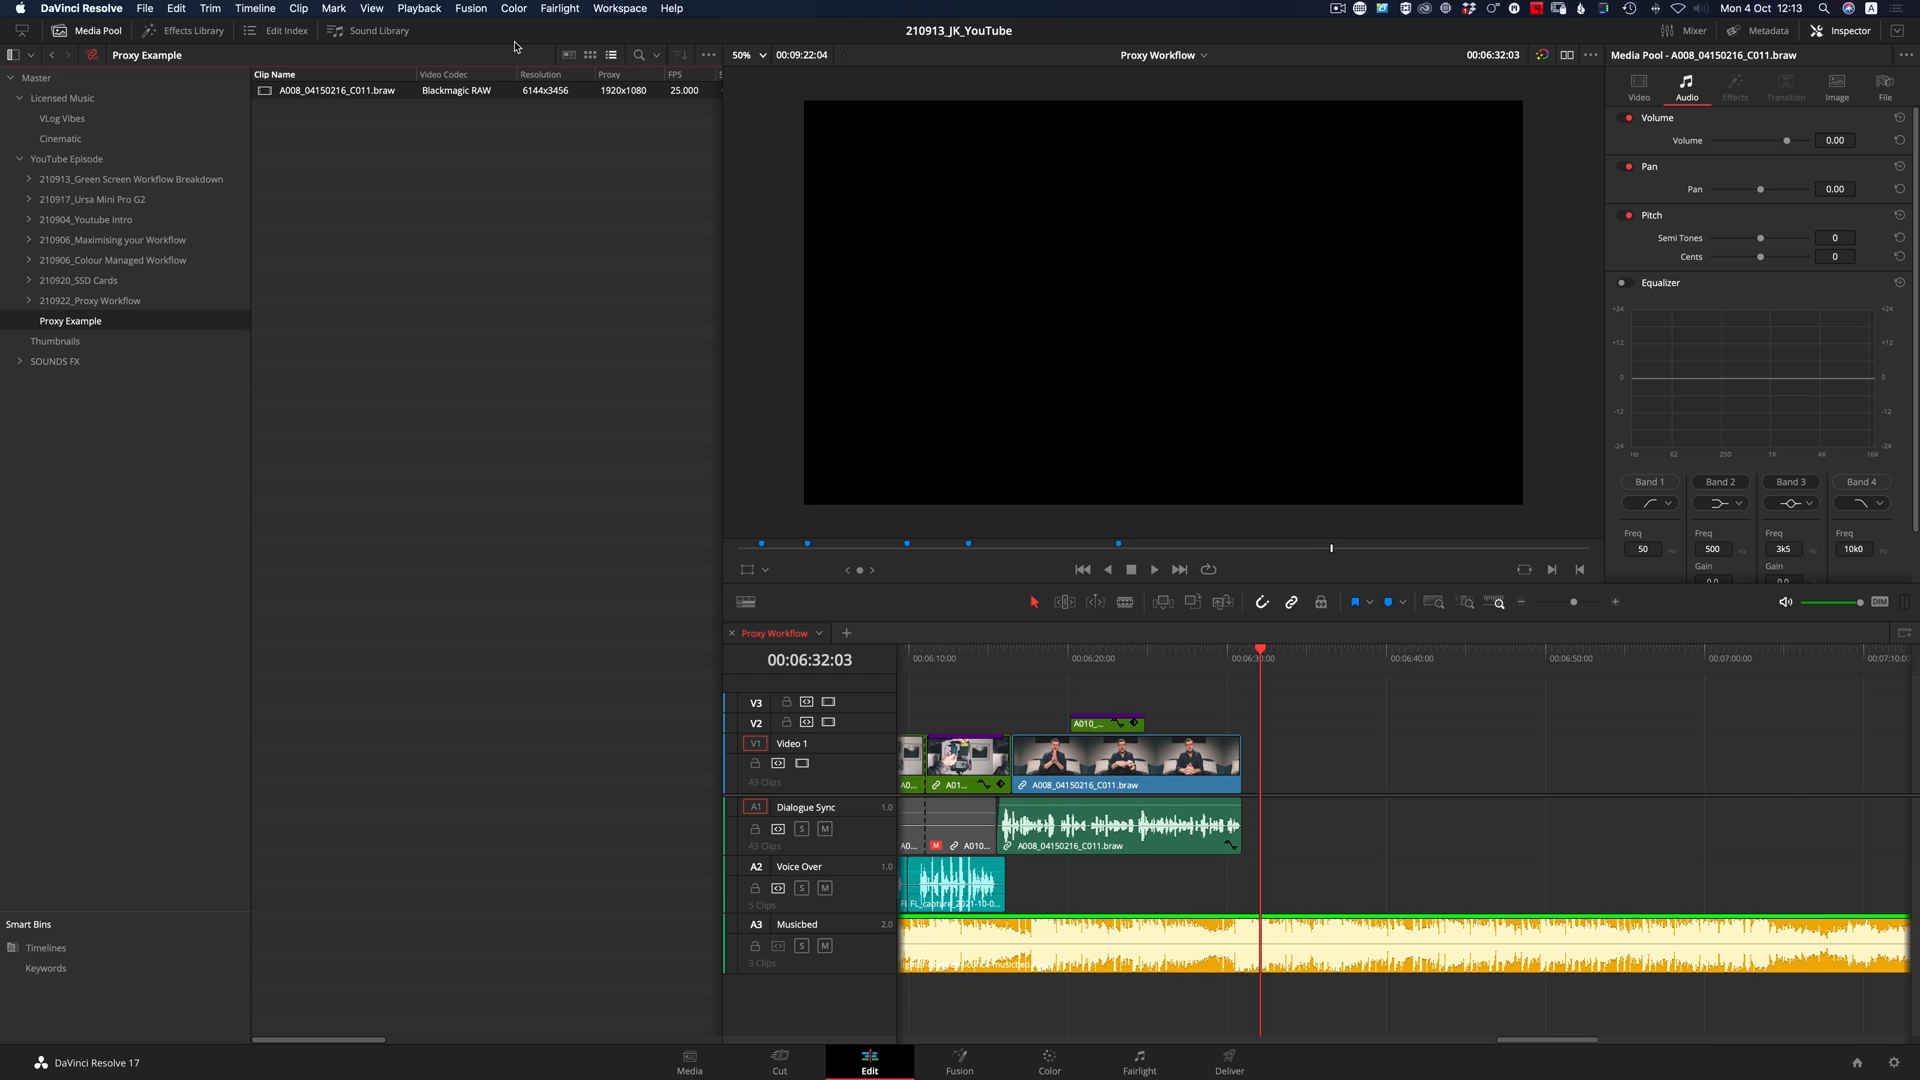 DaVinci Resolve File Edit Trim Timeline Clip Mark View Playback Fusion Color Fairlight Workspace Help Mon 4 Oct 12:13
Media Pool Effects Library Edit Index Sound Library 210913_JK_YouTube Mixer Metadata Inspector
Proxy Example 50% 00:09:22:04 Proxy Workflow 00:06:32:03 Media Pool - A008_04150216_C011.braw
Clip Name Video Codec Resolution Proxy FPS S
A008_04150216_C011.braw Blackmagic RAW 6144x3456 1920x1080 25.000
Master
Licensed Music
VLog Vibes
Cinematic
YouTube Episode
210913_Green Screen Workflow Breakdown
210917_Ursa Mini Pro G2
210904_Youtube Intro
210906_Maximising your Workflow
210906_Colour Managed Workflow
210920_SSD Cards
210922_Proxy Workflow
Proxy Example
Thumbnails
SOUNDS FX
Smart Bins
Timelines
Keywords
Video Audio Effects Transition Image File
Volume
Volume 0.00
Pan
Pan 0.00
Pitch
Semi Tones 0
Cents 0
Equalizer
+24 +24
+12 +12
0 0
-12 -12
-24 -24
Hz 62 250 1K 4K 16K
Band 1 Band 2 Band 3 Band 4
Freq Freq Freq Freq
50 Hz 500 Hz 3k5 Hz 10k0 Hz
Gain Gain
0.0 0.0
DIM
Proxy Workflow
00:06:32:03 00:06:10:00 00:06:20:00 00:06:30:00 00:06:40:00 00:06:50:00 00:07:00:00 00:07:10:00
V3
V2 A010_...
V1 Video 1
A0... A01... A008_04150216_C011.braw
43 Clips
A1 Dialogue Sync 1.0
S M
43 Clips A0... M A010... A008_04150216_C011.braw
A2 Voice Over 1.0
S M
5 Clips Fl FL_capture_2021-10-0...
A3 Musicbed 2.0
S M
3 Clips
DaVinci Resolve 17 Media Cut Edit Fusion Color Fairlight Deliver